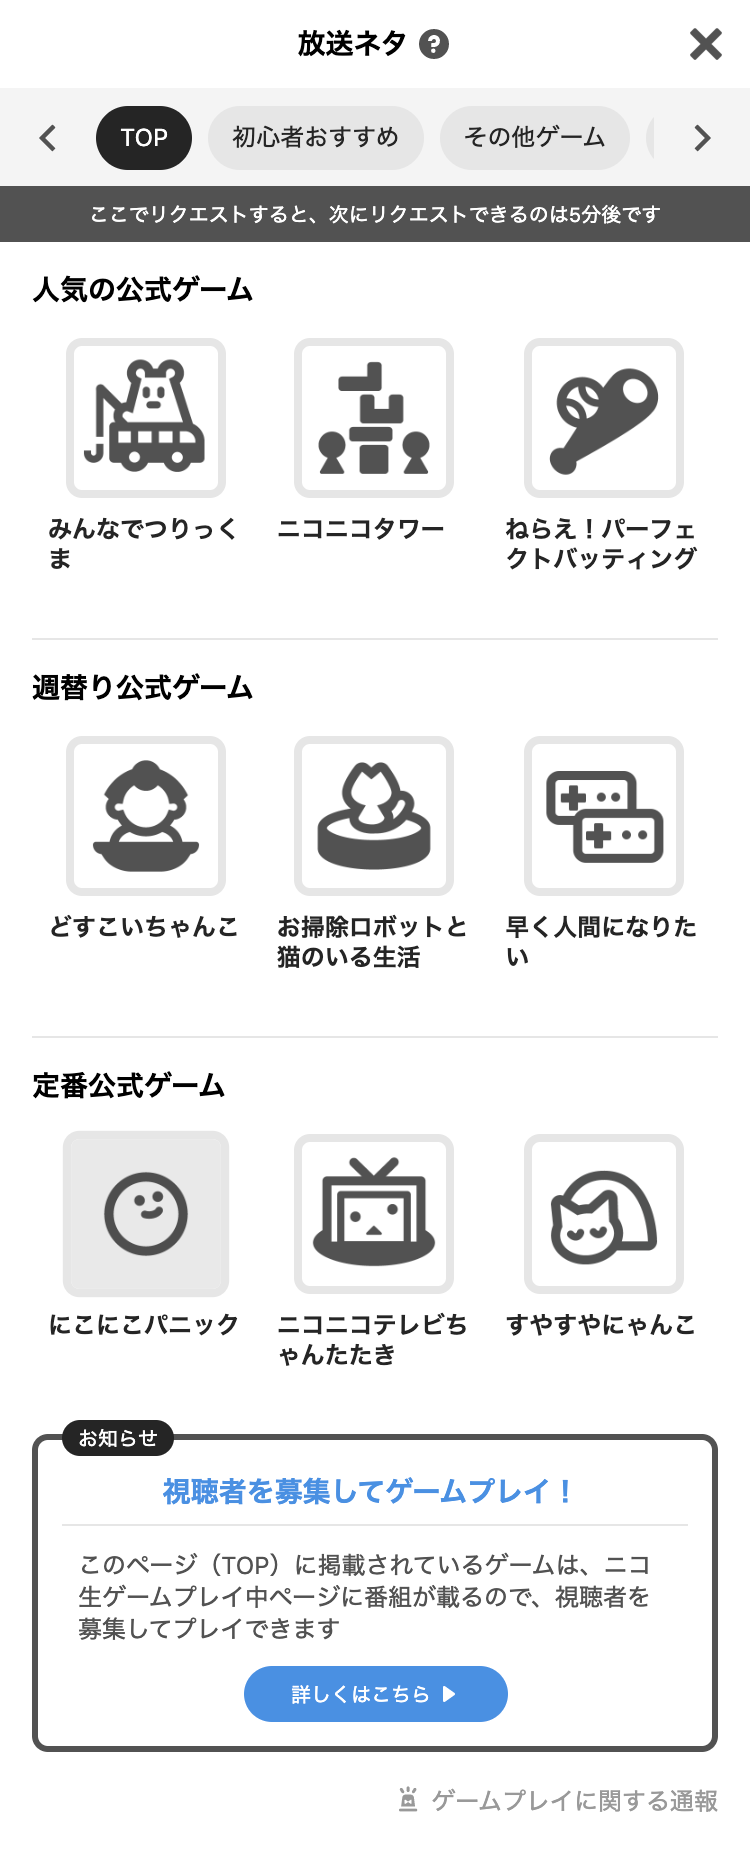 放送ネタ ?
TOP 初心者おすすめ その他ゲーム
ここでリクエストすると、次にリクエストできるのは5分後です
人気の公式ゲーム
みんなでつりっく
ま
ニコニコタワー
ねらえ！パーフェ
クトバッティング
週替り公式ゲーム
どすこいちゃんこ
お掃除ロボットと
猫のいる生活
早く人間になりた
い
定番公式ゲーム
にこにこパニック
ニコニコテレビち
ゃんたたき
すやすやにゃんこ
お知らせ
視聴者を募集してゲームプレイ！
このページ（TOP）に掲載されているゲームは、ニコ
生ゲームプレイ中ページに番組が載るので、視聴者を
募集してプレイできます
詳しくはこちら
ゲームプレイに関する通報